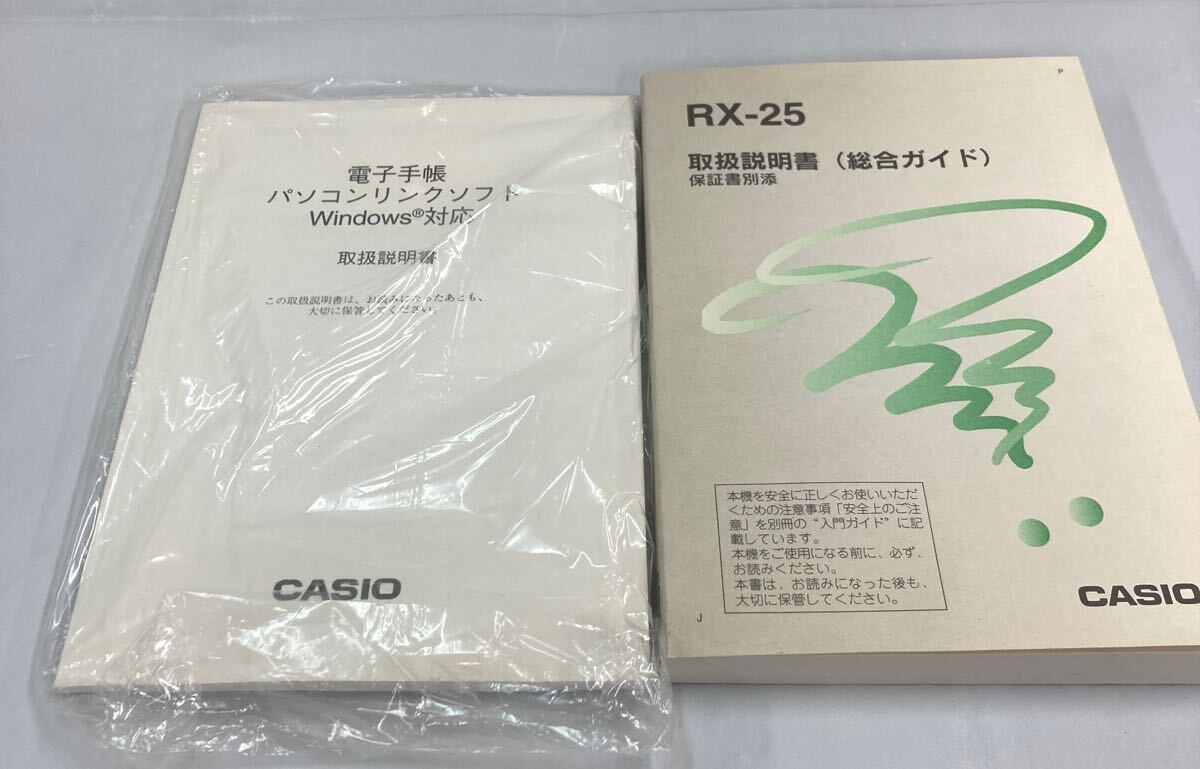 電子手帳
パソコンリンクソフト
Windows®対応
取扱説明書
この取扱説明書は、お読みになったあとも、
大切に保管してください。
CASIO
P
RX-25
取扱説明書（総合ガイド）
保証書別添
本機を安全に正しくお使いいただ
くための注意事項「安全上のご注
意」を別冊の“入門ガイド”に記
載しています。
本機をご使用になる前に、必ず、
お読みください。
本書は、お読みになった後も、
大切に保管してください。
CASIO
J